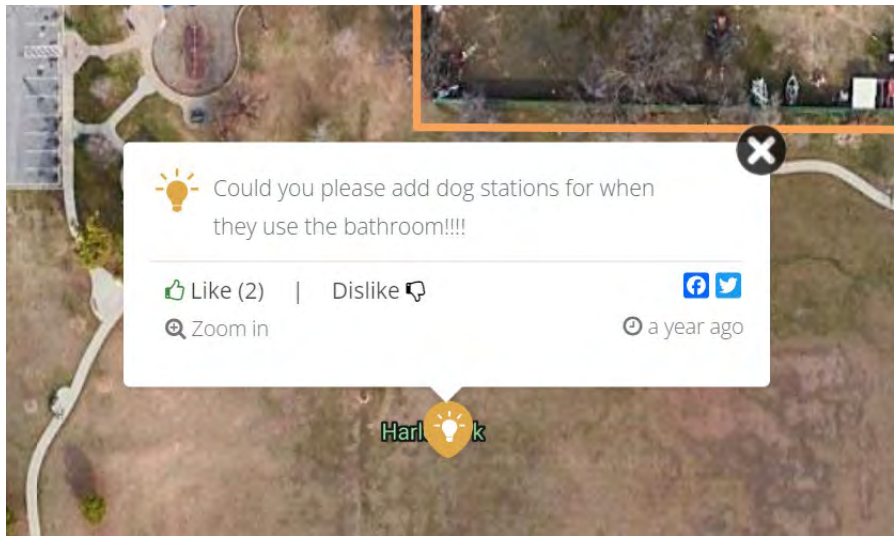 Could you please add dog stations for when
they use the bathroom!!!!
Like (2) | Dislike
Zoom in
a year ago